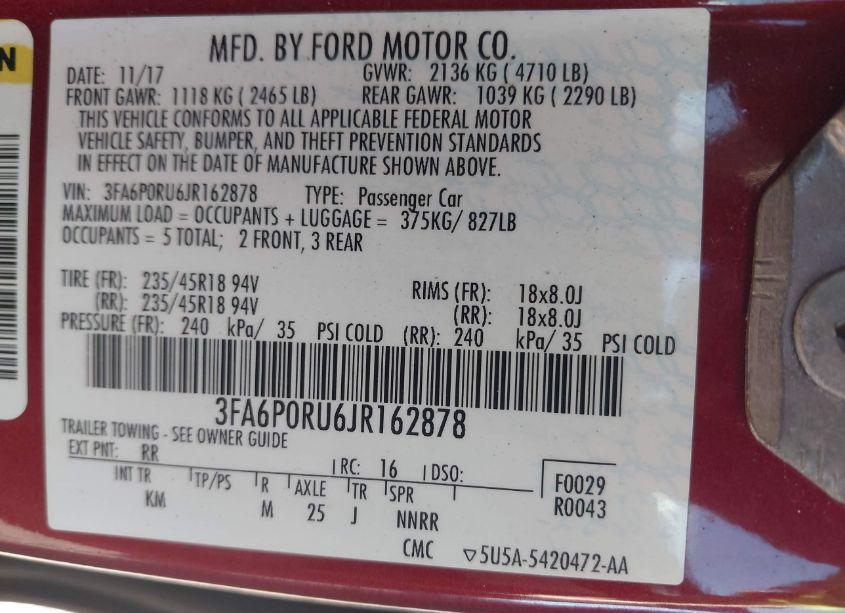 N
MFD. BY FORD MOTOR CO.
DATE: 11/17 GVWR: 2136 KG ( 4710 LB)
FRONT GAWR: 1118 KG ( 2465 LB) REAR GAWR: 1039 KG ( 2290 LB)
THIS VEHICLE CONFORMS TO ALL APPLICABLE FEDERAL MOTOR
VEHICLE SAFETY, BUMPER, AND THEFT PREVENTION STANDARDS
IN EFFECT ON THE DATE OF MANUFACTURE SHOWN ABOVE.
VIN: 3FA6P0RU6JR162878 TYPE: Passenger Car
MAXIMUM LOAD = OCCUPANTS + LUGGAGE = 375KG/ 827LB
OCCUPANTS = 5 TOTAL; 2 FRONT, 3 REAR
TIRE (FR): 235/45R18 94V RIMS (FR): 18x8.0J
(RR): 235/45R18 94V (RR): 18x8.0J
PRESSURE (FR): 240 kPa/ 35 PSI COLD (RR): 240 kPa/ 35 PSI COLD
3FA6P0RU6JR162878
TRAILER TOWING - SEE OWNER GUIDE
EXT PNT: RR RC: 16 DSO: F0029
INT TR TP/PS R AXLE TR SPR R0043
KM M 25 J NNRR
CMC ▽5U5A-5420472-AA